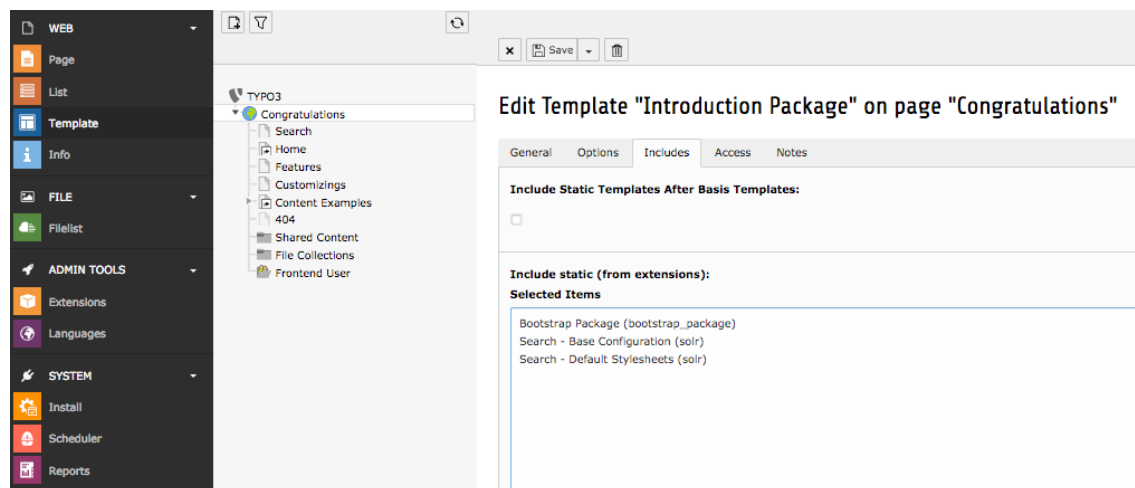 WEB
Page
List
Template
Info
FILE
Filelist
ADMIN TOOLS
Extensions
Languages
SYSTEM
Install
Scheduler
Reports
TYPO3
Congratulations
Search
Home
Features
Customizings
Content Examples
404
Shared Content
File Collections
Frontend User
Save
Edit Template "Introduction Package" on page "Congratulations"
General Options Includes Access Notes
Include Static Templates After Basis Templates:
Include static (from extensions):
Selected Items
Bootstrap Package (bootstrap_package)
Search - Base Configuration (solr)
Search - Default Stylesheets (solr)